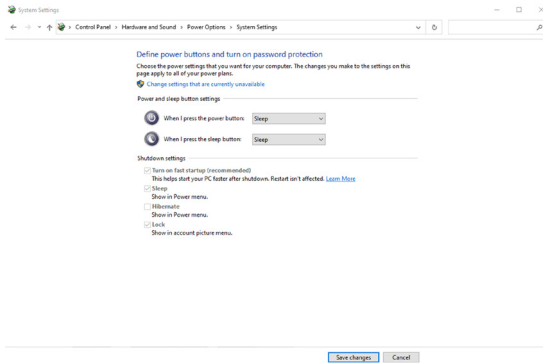 System Settings
Control Panel > Hardware and Sound > Power Options > System Settings
Define power buttons and turn on password protection
Choose the power settings that you want for your computer. The changes you make to the settings on this
page apply to all of your power plans.
Change settings that are currently unavailable
Power and sleep button settings
When I press the power button: Sleep
When I press the sleep button: Sleep
Shutdown settings
Turn on fast startup (recommended)
This helps start your PC faster after shutdown. Restart isn't affected. Learn More
Sleep
Show in Power menu.
Hibernate
Show in Power menu.
Lock
Show in account picture menu.
Save changes Cancel